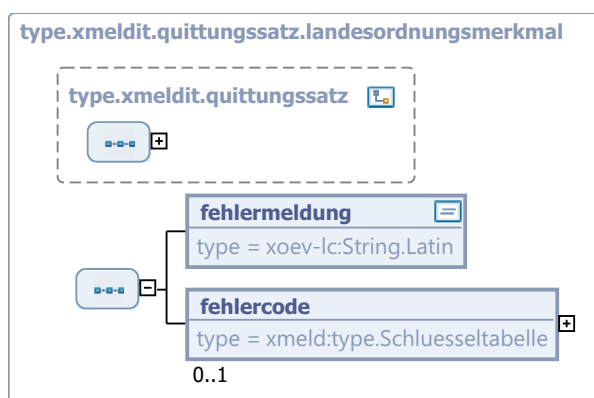 type.xmeldit.quittungssatz.landesordnungsmerkmal
type.xmeldit.quittungssatz
fehlermeldung
type = xoev-lc:String.Latin
fehlercode
type = xmeld:type.Schluesseltabelle
0..1